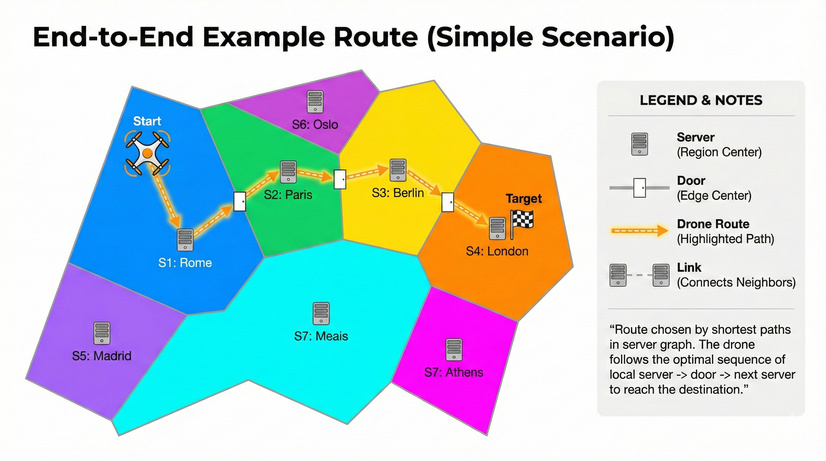 End-to-End Example Route (Simple Scenario)
Start
S6: Oslo
S2: Paris
S3: Berlin
Target
S1: Rome
S4: London
S5: Madrid
S7: Meais
S7: Athens
LEGEND & NOTES
Server
(Region Center)
Door
(Edge Center)
Drone Route
(Highlighted Path)
Link
(Connects Neighbors)
“Route chosen by shortest paths
in server graph. The drone
follows the optimal sequence of
local server -> door -> next server
to reach the destination.”